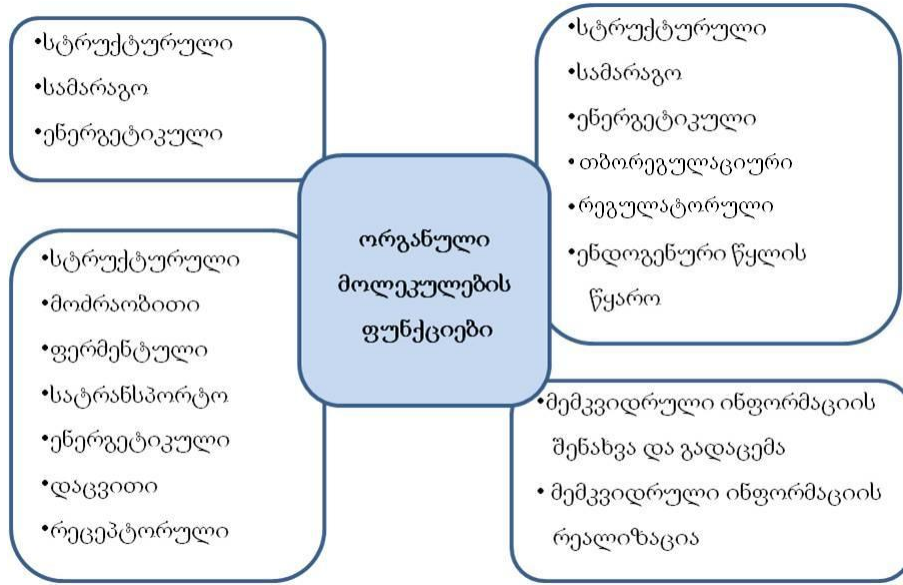 •სტრუქტურული
•სამარაგო
•ენერგეტიკული
•სტრუქტურული
•სამარაგო
•ენერგეტიკული
• თბორეგულაციური
•რეგულატორული
•ენდოგენური წყლის
წყარო
ორგანული
მოლეკულების
ფუნქციები
•სტრუქტურული
•მოძრაობითი
•ფერმენტული
•სატრანსპორტო
•ენერგეტიკული
•დაცვითი
•რეცეპტორული
•მემკვიდრული ინფორმაციის
შენახვა და გადაცემა
• მემკვიდრული ინფორმაციის
რეალიზაცია